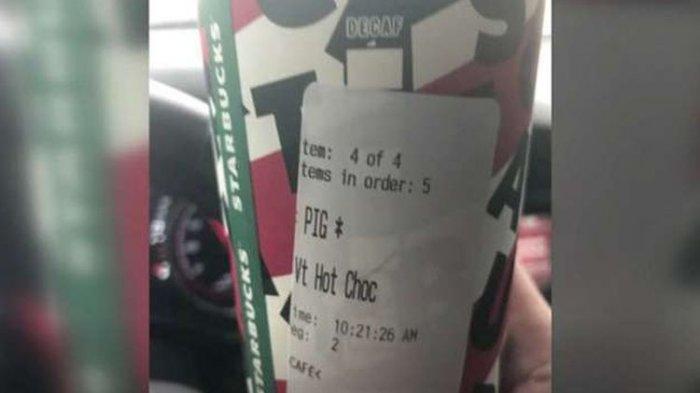 DECAF
STARBUCKS
STARBUCKS
tem: 4 of 4
tems in order: 5
PIG *
Vt Hot Choc
ime: 10:21:26 AM
eg: 2
CAFE<